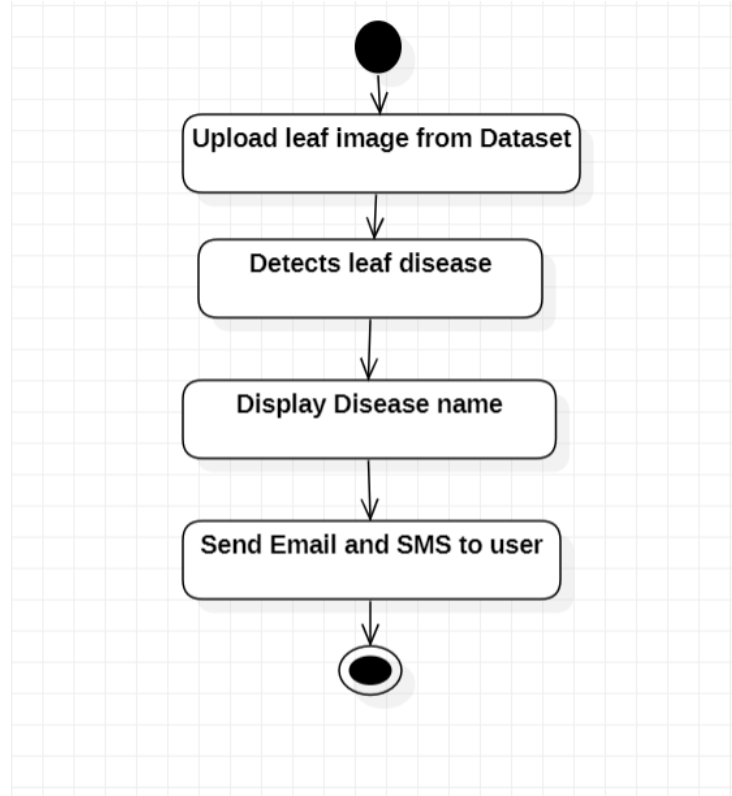 Upload leaf image from Dataset
Detects leaf disease
Display Disease name
Send Email and SMS to user